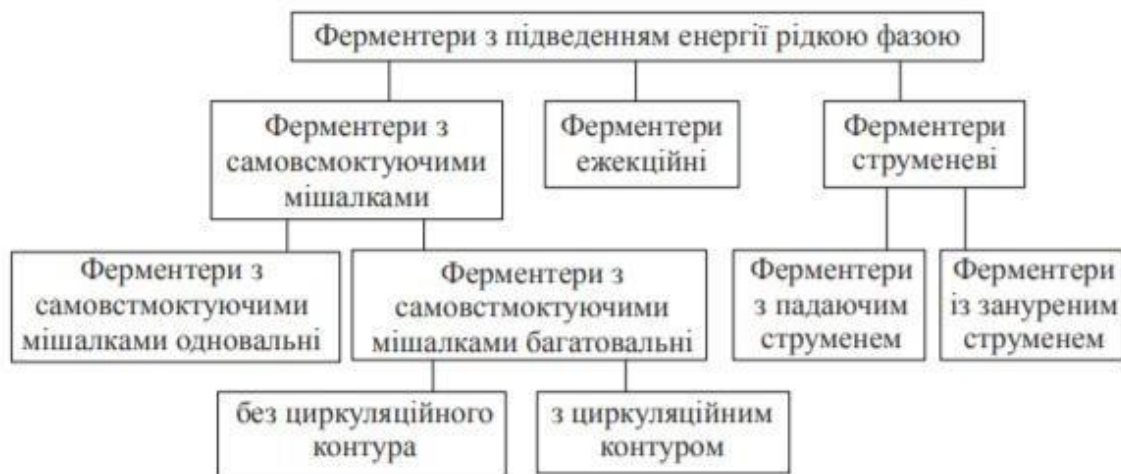 Ферментери з підведенням енергії рідкою фазою
Ферментери з
самовсмоктуючими
мішалками
Ферментери
ежекційні
Ферментери
струменеві
Ферментери з
самовстмоктуючими
мішалками одновальні
Ферментери з
самовстмоктуючими
мішалками багатовальні
Ферментери
з падаючим
струменем
Ферментери
із зануреним
струменем
без циркуляційного
контура
з циркуляційним
контуром